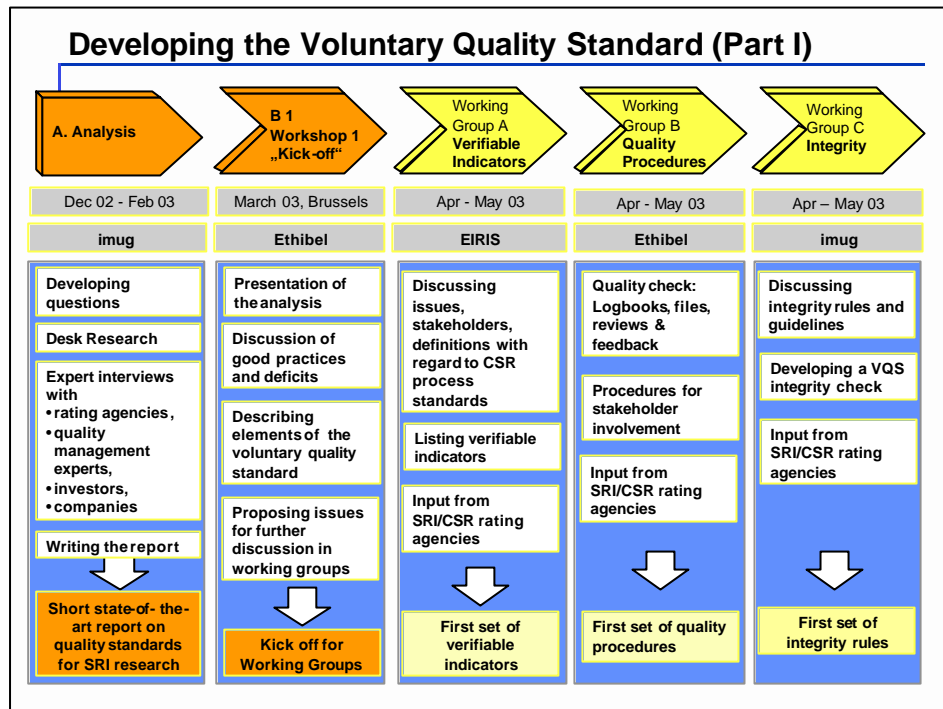 Developing the Voluntary Quality Standard (Part I)
A. Analysis
B 1
Workshop 1
„Kick-off“
Working
Group A
Verifiable
Indicators
Working
Group B
Quality
Procedures
Working
Group C
Integrity
Dec 02 - Feb 03
March 03, Brussels
Apr - May 03
Apr - May 03
Apr – May 03
imug
Ethibel
EIRIS
Ethibel
imug
Developing
questions
Desk Research
Expert interviews
with
• rating agencies,
• quality
management
experts,
• investors,
• companies
Writing the report
Short state-of- the-
art report on
quality standards
for SRI research
Presentation of
the analysis
Discussion of
good practices
and deficits
Describing
elements of the
voluntary quality
standard
Proposing issues
for further
discussion in
working groups
Kick off for
Working Groups
Discussing
issues,
stakeholders,
definitions with
regard to CSR
process
standards
Listing verifiable
indicators
Input from
SRI/CSR rating
agencies
First set of
verifiable
indicators
Quality check:
Logbooks, files,
reviews &
feedback
Procedures for
stakeholder
involvement
Input from
SRI/CSR rating
agencies
First set of quality
procedures
Discussing
integrity rules and
guidelines
Developing a VQS
integrity check
Input from
SRI/CSR rating
agencies
First set of
integrity rules